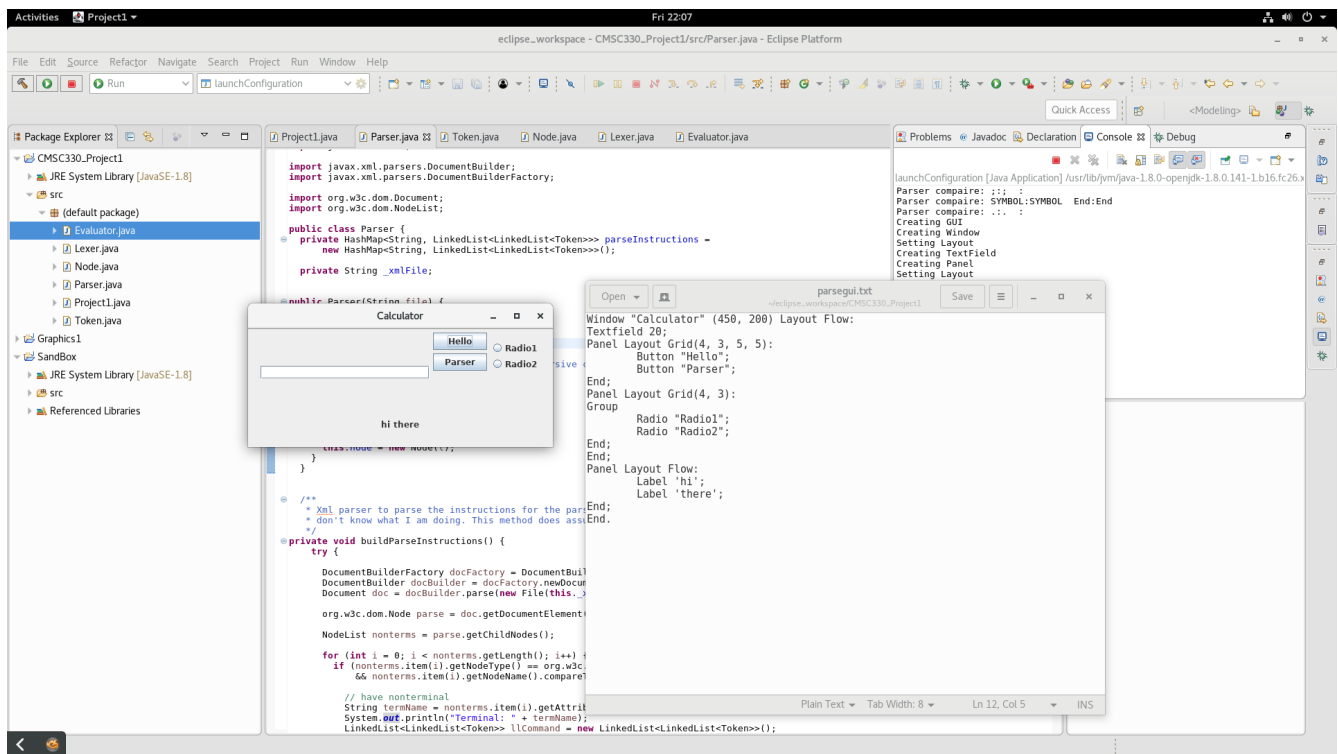 Activities Project1
Fri 22:07
eclipse_workspace - CMSC330_Project1/src/Parser.java - Eclipse Platform
File Edit Source Refactor Navigate Search Project Run Window Help
Run
launchConfiguration
Quick Access
<Modeling>
Package Explorer
CMSC330_Project1
JRE System Library [JavaSE-1.8]
src
(default package)
Evaluator.java
Lexer.java
Node.java
Parser.java
Project1.java
Token.java
Graphics1
SandBox
JRE System Library [JavaSE-1.8]
src
Referenced Libraries
Project1.java Parser.java Token.java Node.java Lexer.java Evaluator.java
import javax.xml.parsers.DocumentBuilder;
import javax.xml.parsers.DocumentBuilderFactory;
import org.w3c.dom.Document;
import org.w3c.dom.NodeList;
public class Parser {
private HashMap<String, LinkedList<LinkedList<Token>>> parseInstructions =
new HashMap<String, LinkedList<LinkedList<Token>>>();
private String _xmlFile;
public Parser(String file) {
}
}
/**
* Xml parser to parse the instructions for the
* don't know what I am doing. This method does
*/
private void buildParseInstructions() {
try {
DocumentBuilderFactory docFactory =
DocumentBuilder docBuilder =
Document doc = docBuilder.parse(new File(this.
org.w3c.dom.Node parse = doc.getDocumentElement
NodeList nonterms = parse.getChildNodes();
for (int i = 0; i < nonterms.getLength(); i++) {
if (nonterms.item(i).getNodeType() == org.w3c.
&& nonterms.item(i).getNodeName().
// have nonterminal
String termName = nonterms.item(i).
System.out.println("Terminal: " + termName);
LinkedList<LinkedList<Token>> llCommand = new LinkedList<LinkedList<Token>>();
Calculator
Hello
Radio1
Parser
Radio2
hi there
Problems Javadoc Declaration Console Debug
launchConfiguration [Java Application] /usr/lib/jvm/java-1.8.0-openjdk-1.8.0.141-1.b16.fc26.x
Parser compaire: ;:; :
Parser compaire: SYMBOL:SYMBOL End:End
Parser compaire: .:. :
Creating GUI
Creating Window
Setting Layout
Creating TextField
Creating Panel
Setting Layout
Open
parsegui.txt
~/eclipse_workspace/CMSC330_Project1
Save
Window "Calculator" (450, 200) Layout Flow:
Textfield 20;
Panel Layout Grid(4, 3, 5, 5):
Button "Hello";
Button "Parser";
End;
Panel Layout Grid(4, 3):
Group
Radio "Radio1";
Radio "Radio2";
End;
End;
Panel Layout Flow:
Label 'hi';
Label 'there';
End;
End.
Plain Text Tab Width: 8 Ln 12, Col 5 INS